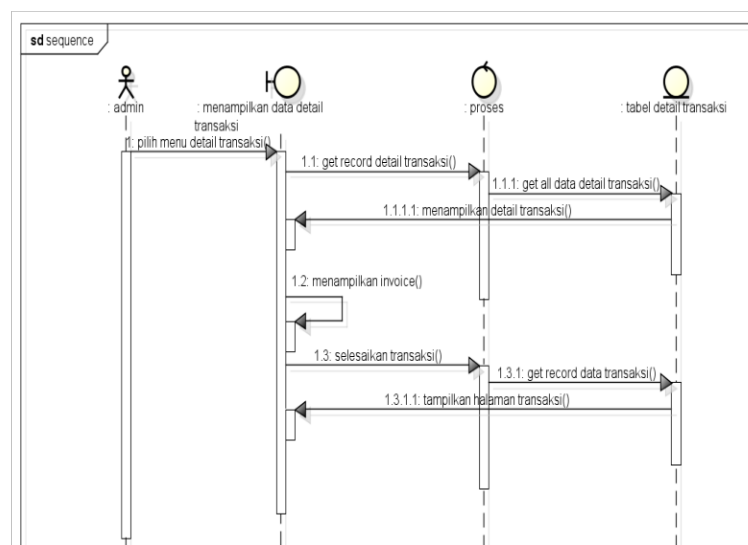 sd sequence
: admin
: menampilkan data detail
transaksi
: proses
: tabel detail transaksi
1: pilih menu detail transaksi()
1.1: get record detail transaksi()
1.1.1: get all data detail transaksi()
1.1.1.1: menampilkan detail transaksi()
1.2: menampilkan invoice()
1.3: selesaikan transaksi()
1.3.1: get record data transaksi()
1.3.1.1: tampilkan halaman transaksi()